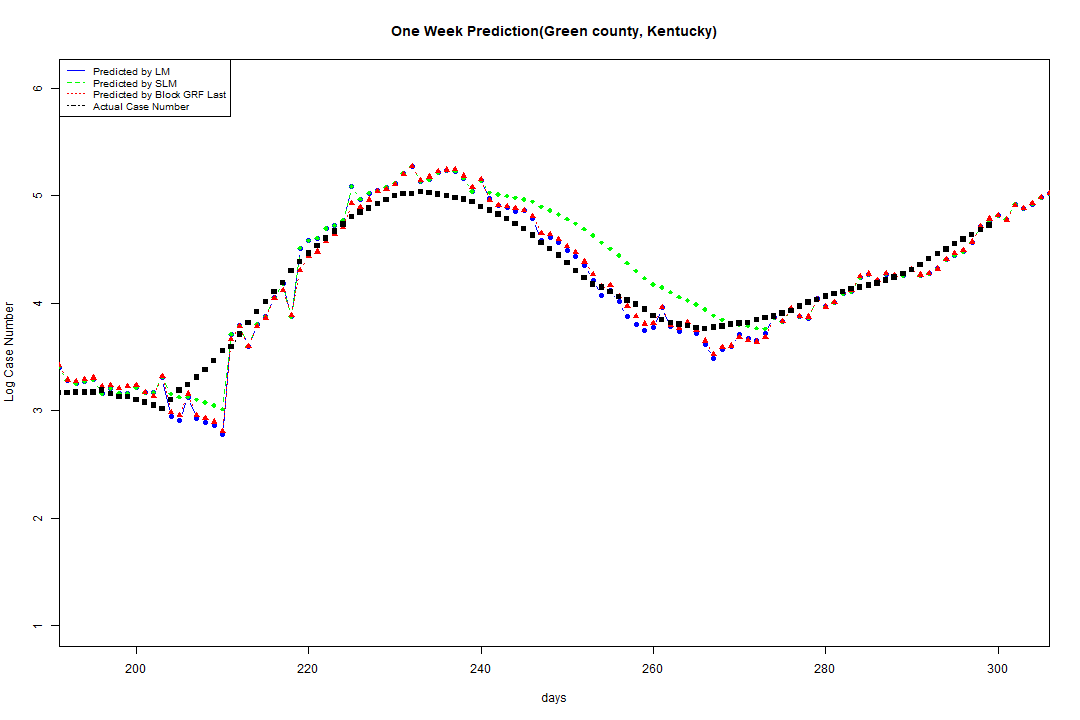 One Week Prediction(Green county, Kentucky)
Predicted by LM
Predicted by SLM
Predicted by Block GRF Last
Actual Case Number
6
5
4
3
2
1
Log Case Number
200 220 240 260 280 300
days